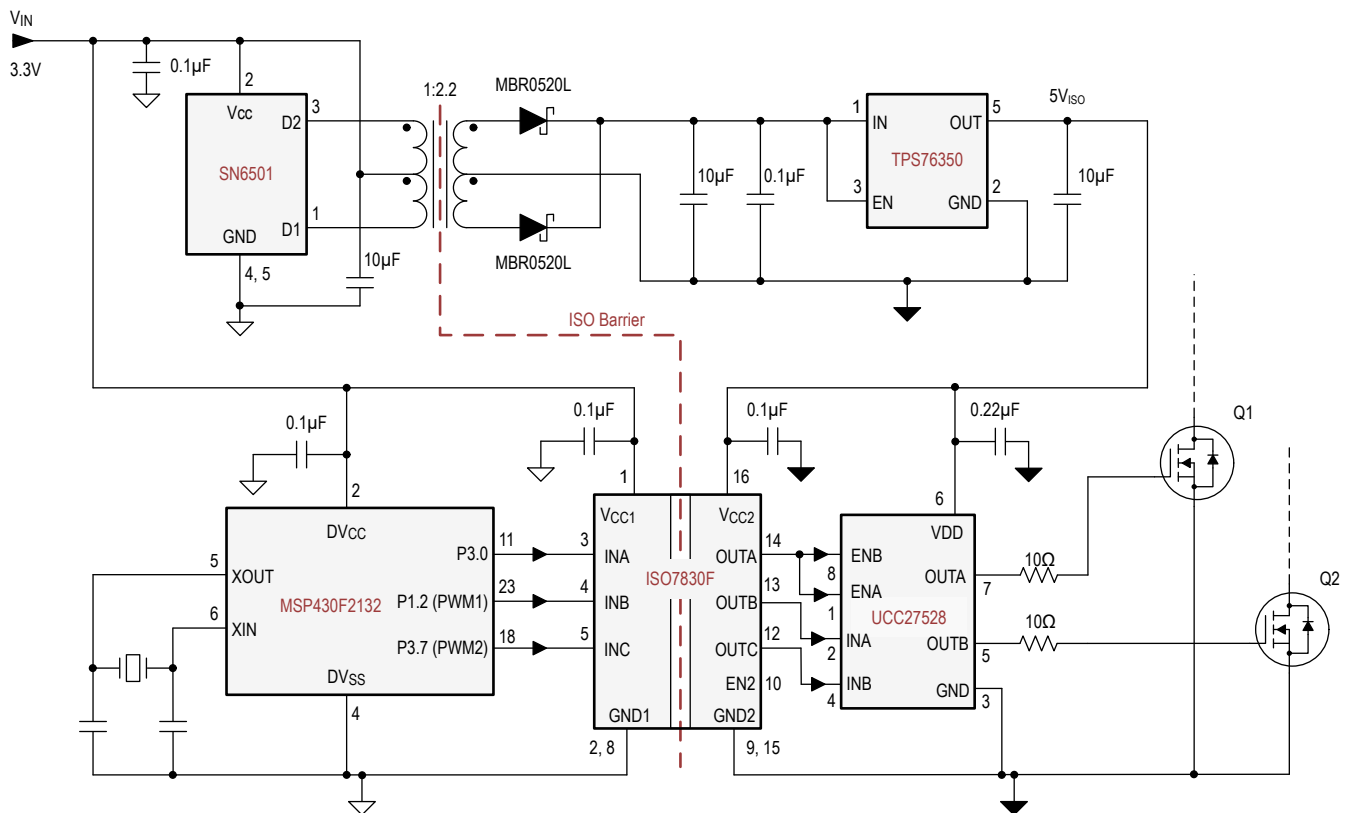 VIN
3.3V
0.1µF
2
Vcc
D2
3
SN6501
D1
1
GND
4, 5
10µF
1:2.2
MBR0520L
MBR0520L
10µF
0.1µF
1
IN
OUT
5
TPS76350
3
EN
GND
2
5VISO
10µF
ISO Barrier
0.1µF
2
DVCC
5
XOUT
MSP430F2132
6
XIN
P3.0
11
P1.2 (PWM1)
23
P3.7 (PWM2)
18
DVSS
4
0.1µF
1
VCC1
3
INA
4
INB
5
INC
GND1
2, 8
ISO7830F
0.1µF
16
VCC2
OUTA
14
OUTB
13
OUTC
12
EN2
10
GND2
9, 15
0.22µF
6
VDD
ENB
8
ENA
1
UCC27528
INA
2
INB
4
OUTA
7
OUTB
5
GND
3
10Ω
10Ω
Q1
Q2